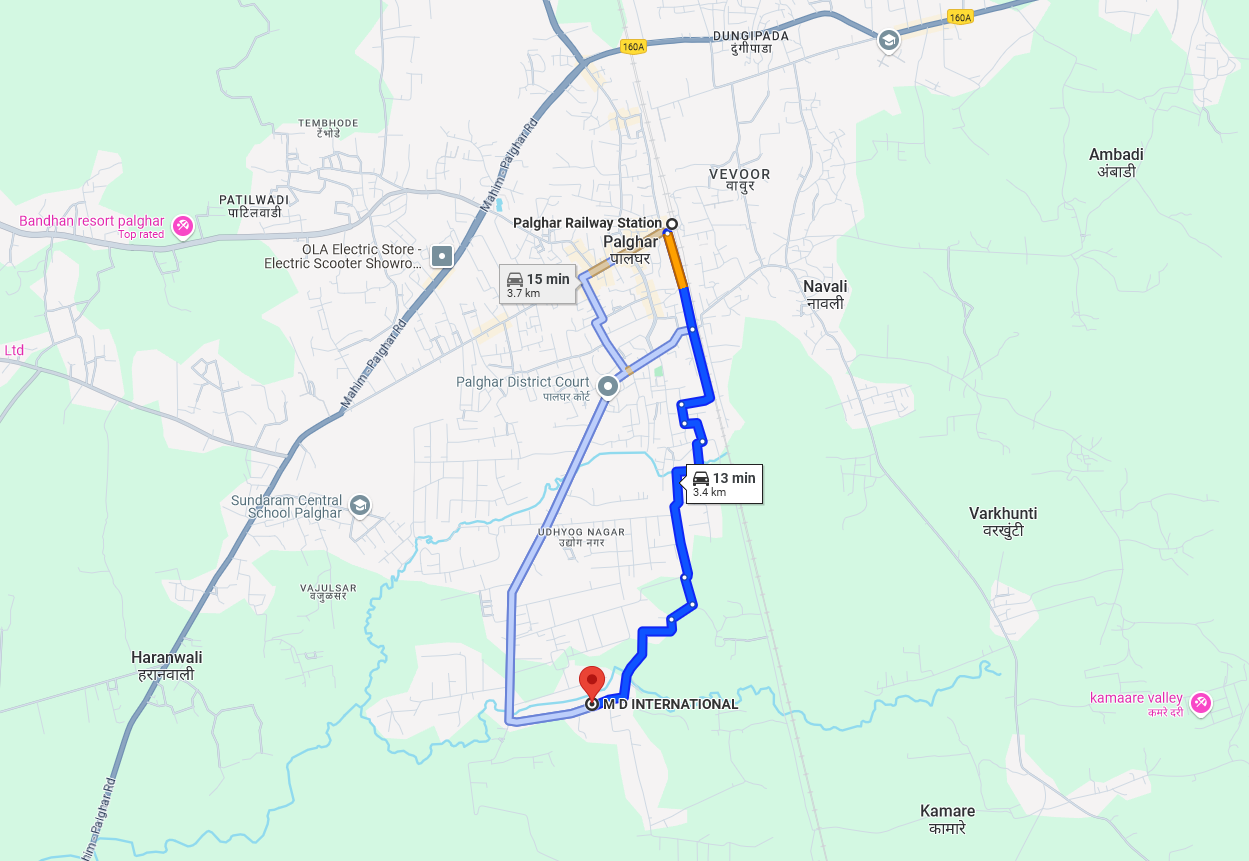 160A
DUNGIPADA
दुंगीपाडा
160A
TEMBHODE
टेंभोडे
Mahim - Palghar Rd
Ambadi
अंबाडी
VEVOOR
वावुर
PATILWADI
पाटिलवाडी
Bandhan resort palghar
Top rated
Palghar Railway Station
Palghar
पालघर
OLA Electric Store -
Electric Scooter Showro...
15 min
3.7 km
Navali
नावली
Ltd
Mahim - Palghar Rd
Palghar District Court
पालघर कोर्ट
13 min
3.4 km
Sundaram Central
School Palghar
Varkhunti
वरखुंटी
UDHYOG NAGAR
उद्योग नगर
VAJULSAR
वजुळसर
Haranwali
हरानवाली
M D INTERNATIONAL
kamaare valley
कमरे दरी
Mahim - Palghar Rd
Kamare
कामारे